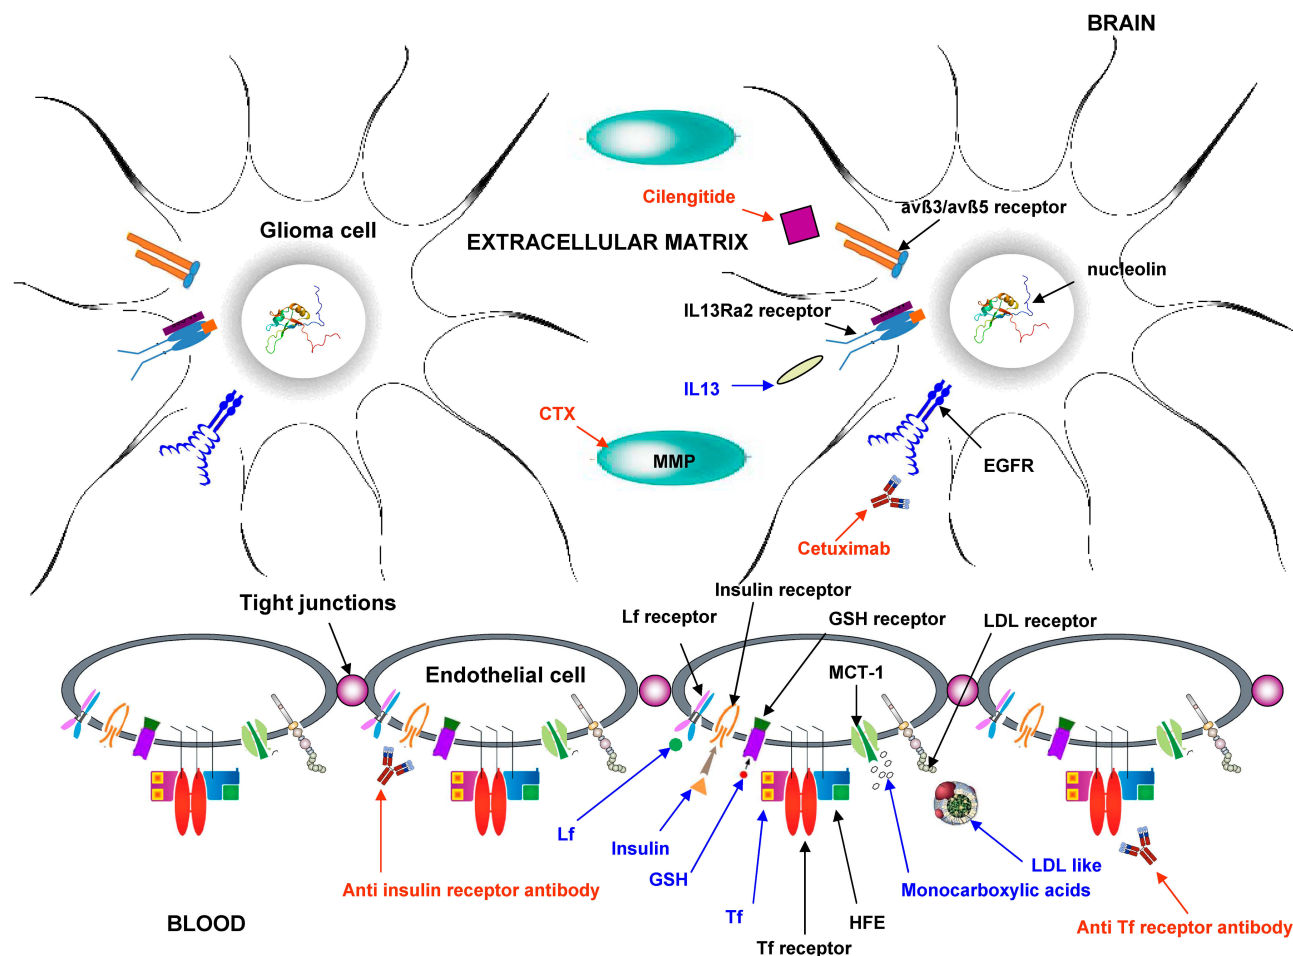 BRAIN
Cilengitide
avß3/avß5 receptor
Glioma cell
EXTRACELLULAR MATRIX
nucleolin
IL13Ra2 receptor
IL13
CTX
MMP
EGFR
Cetuximab
Insulin receptor
Tight junctions
Lf receptor
GSH receptor
LDL receptor
Endothelial cell
MCT-1
Lf
Insulin
GSH
LDL like
Anti insulin receptor antibody
Monocarboxylic acids
Tf
HFE
BLOOD
Anti Tf receptor antibody
Tf receptor